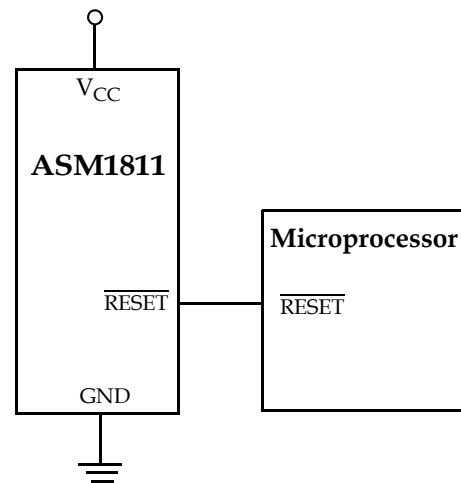 VCC
ASM1811
Microprocessor
RESET
RESET
GND